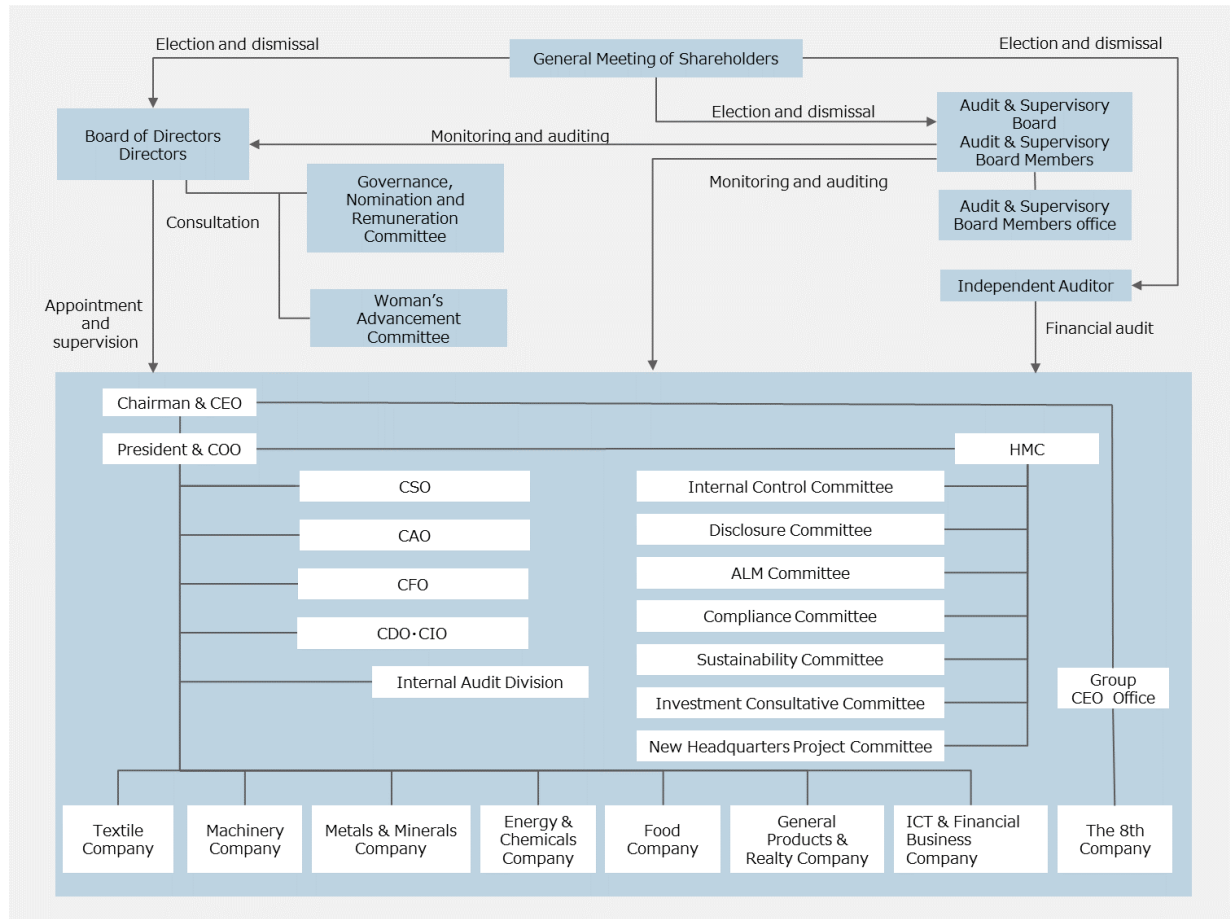 Election and dismissal
General Meeting of Shareholders
Election and dismissal
Board of Directors
Directors
Election and dismissal
Audit & Supervisory
Board
Audit & Supervisory
Board Members
Monitoring and auditing
Monitoring and auditing
Governance,
Nomination and
Remuneration
Committee
Consultation
Audit & Supervisory
Board Members office
Independent Auditor
Woman's
Advancement
Committee
Appointment
and
supervision
Financial audit
Chairman & CEO
President & COO
HMC
CSO
CAO
CFO
CDO･CIO
Internal Audit Division
Internal Control Committee
Disclosure Committee
ALM Committee
Compliance Committee
Sustainability Committee
Investment Consultative Committee
New Headquarters Project Committee
Group
CEO Office
Textile
Company
Machinery
Company
Metals & Minerals
Company
Energy &
Chemicals
Company
Food
Company
General
Products &
Realty Company
ICT & Financial
Business
Company
The 8th
Company